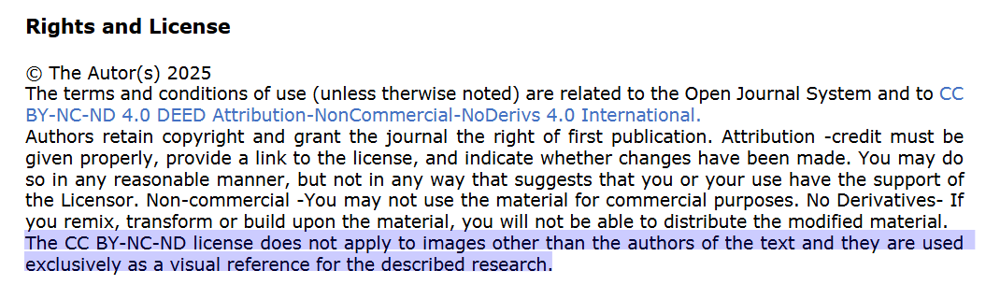 Rights and License
© The Autor(s) 2025
The terms and conditions of use (unless therwise noted) are related to the Open Journal System and to CC
BY-NC-ND 4.0 DEED Attribution-NonCommercial-NoDerivs 4.0 International.
Authors retain copyright and grant the journal the right of first publication. Attribution -credit must be
given properly, provide a link to the license, and indicate whether changes have been made. You may do
so in any reasonable manner, but not in any way that suggests that you or your use have the support of
the Licensor. Non-commercial -You may not use the material for commercial purposes. No Derivatives- If
you remix, transform or build upon the material, you will not be able to distribute the modified material.
The CC BY-NC-ND license does not apply to images other than the authors of the text and they are used
exclusively as a visual reference for the described research.